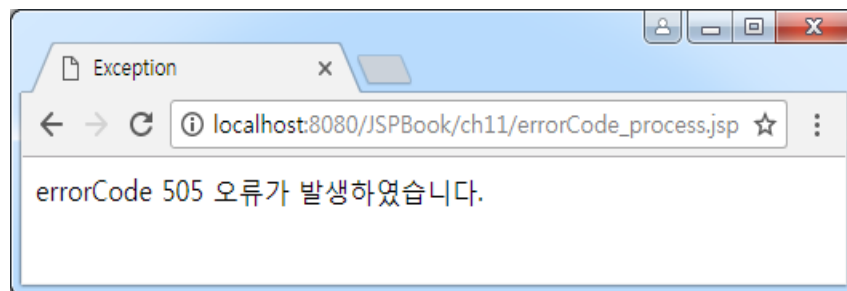 Exception
localhost:8080/JSPBook/ch11/errorCode_process.jsp
errorCode 505 오류가 발생하였습니다.